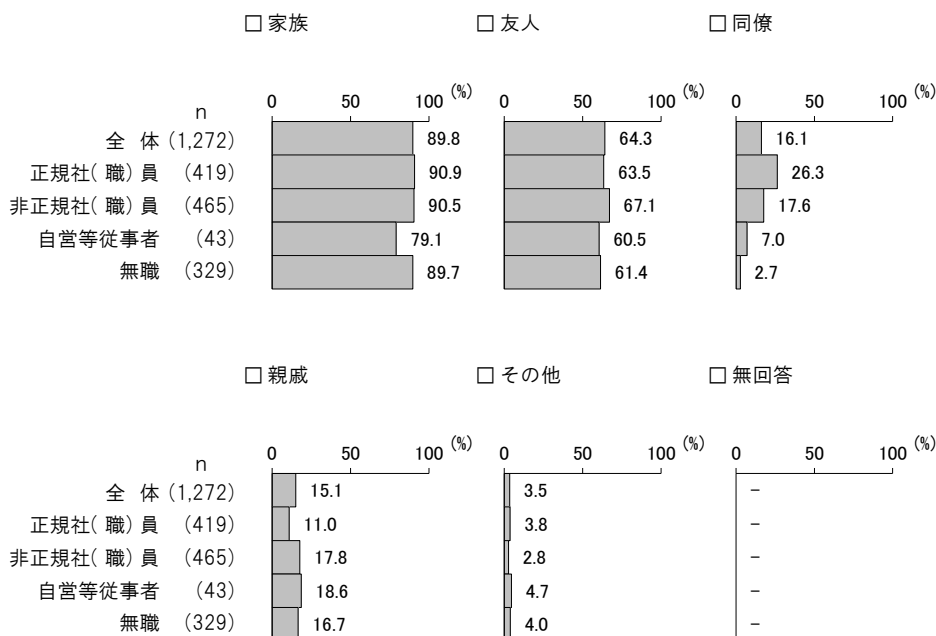 □ 家族 □ 友人 □ 同僚
0 50 100 (%) 0 50 100 (%) 0 50 100 (%)
n
全 体 (1,272) 89.8 64.3 16.1
正規社( 職) 員 (419) 90.9 63.5 26.3
非正規社( 職) 員 (465) 90.5 67.1 17.6
自営等従事者 (43) 79.1 60.5 7.0
無職 (329) 89.7 61.4 2.7
□ 親戚 □ その他 □ 無回答
0 50 100 (%) 0 50 100 (%) 0 50 100 (%)
n
全 体 (1,272) 15.1 3.5 −
正規社( 職) 員 (419) 11.0 3.8 −
非正規社( 職) 員 (465) 17.8 2.8 −
自営等従事者 (43) 18.6 4.7 −
無職 (329) 16.7 4.0 −